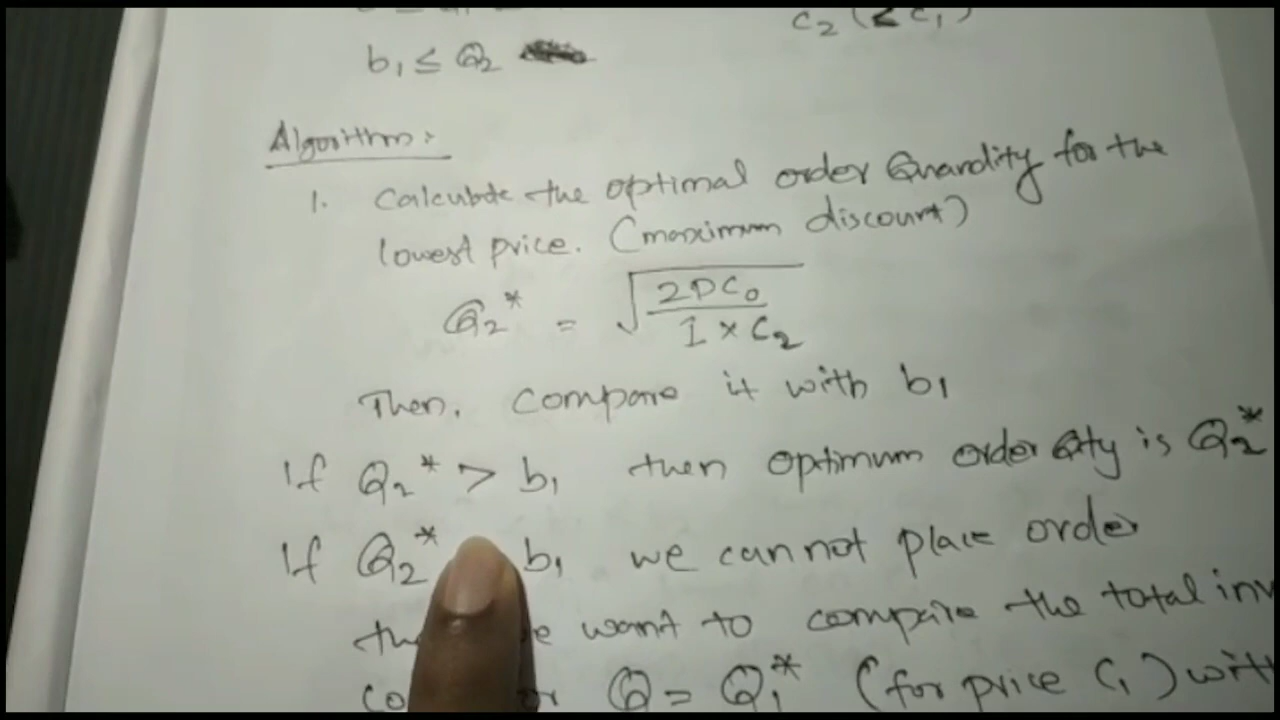 c₂ (≤ c₁)
b₁ ≤ Q₂
Algorithm:
1. Calculate the optimal order Quandity for the
lowest price. (maximum discount)
Q₂* = √(2DC₀ / I × C₂)
Then, compare it with b₁
If Q₂* > b₁ then optimum order Qty is Q₂*
If Q₂* b₁ we cannot place order
want to compare the total inv
Q = Q₁* (for price C₁) with